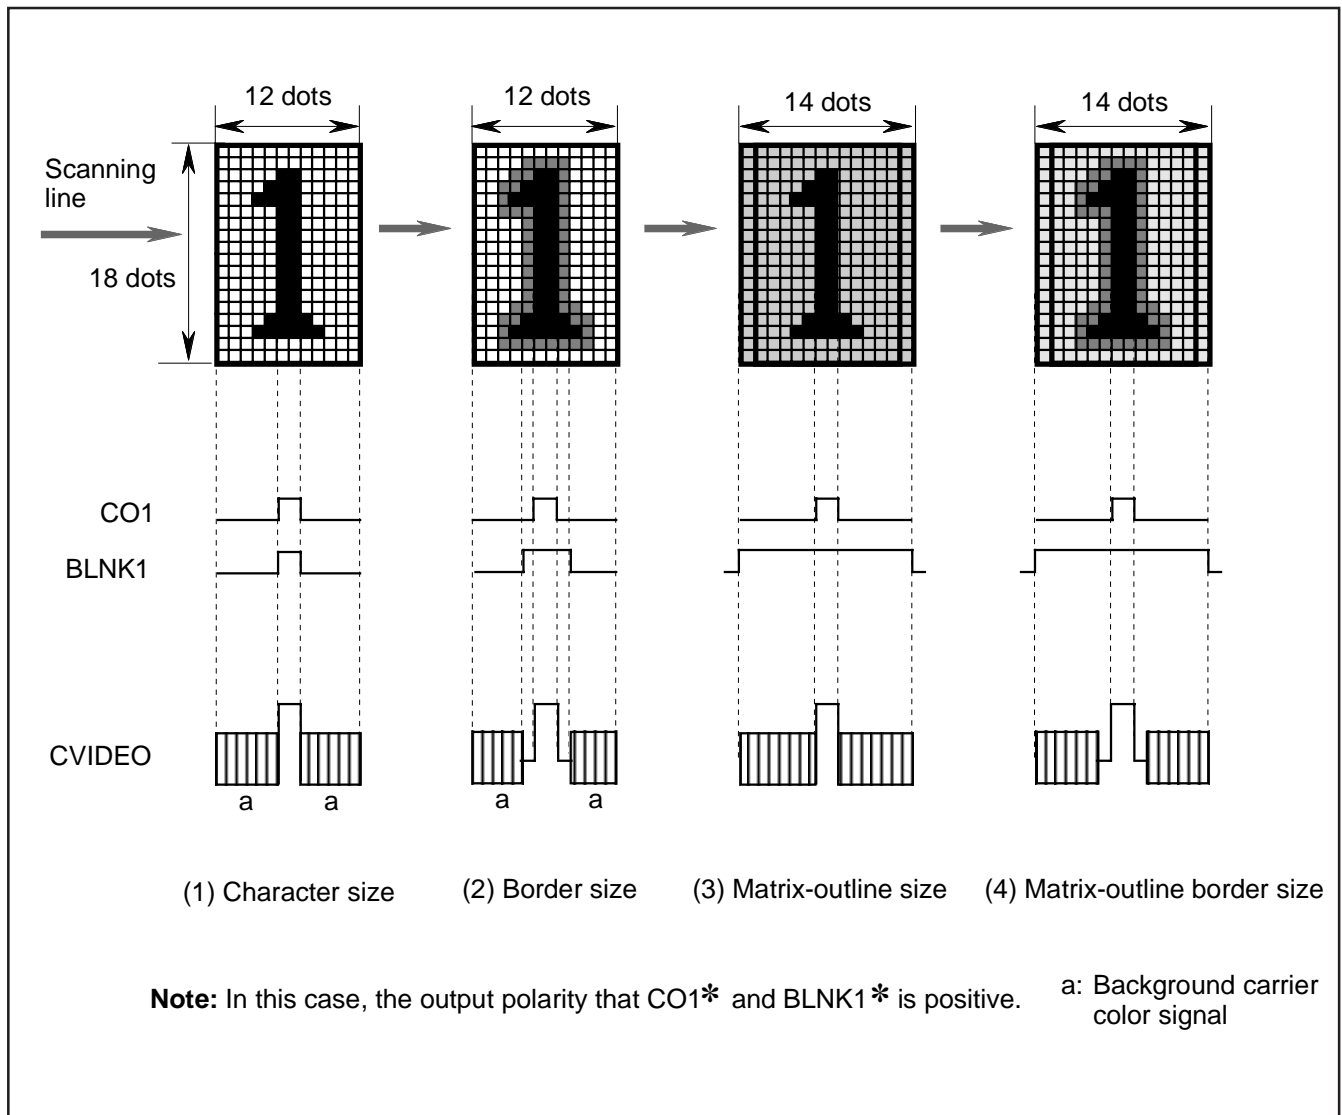 12 dots
12 dots
14 dots
14 dots
Scanning
line
18 dots
CO1
BLNK1
CVIDEO
a a a a
(1) Character size
(2) Border size
(3) Matrix-outline size
(4) Matrix-outline border size
Note: In this case, the output polarity that CO1* and BLNK1* is positive.
a: Background carrier
color signal